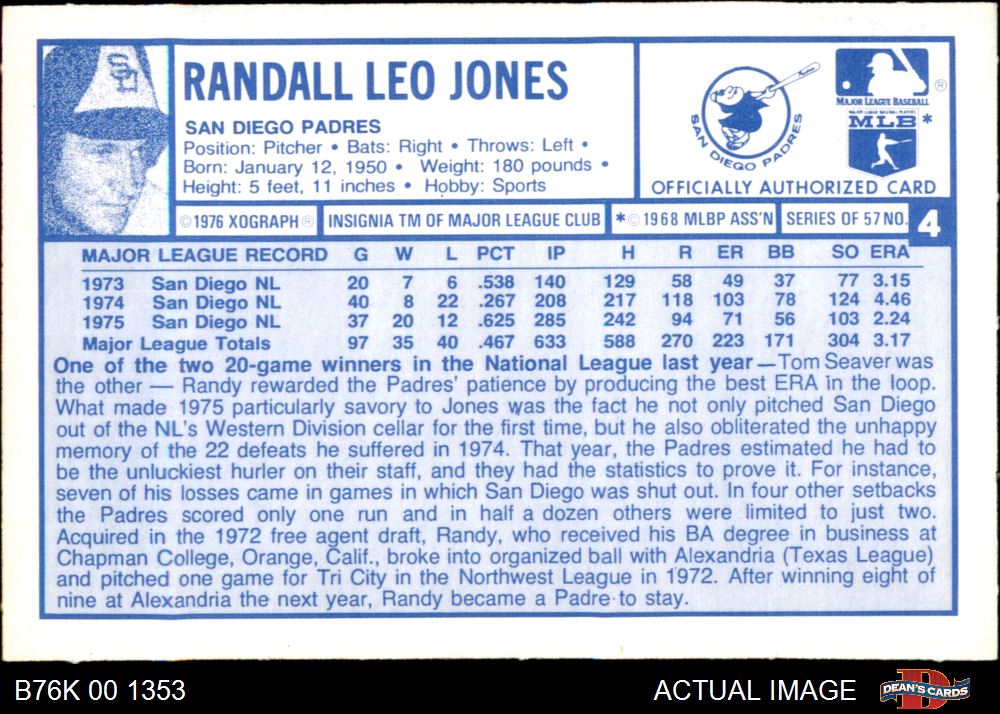 RANDALL LEO JONES
SAN DIEGO PADRES
Position: Pitcher • Bats: Right • Throws: Left •
Born: January 12, 1950 • Weight: 180 pounds •
Height: 5 feet, 11 inches • Hobby: Sports
SD
SAN DIEGO PADRES
MAJOR LEAGUE BASEBALL ®
MAJOR LEAGUE BASEBALL PLAYERS
MLB *
OFFICIALLY AUTHORIZED CARD
© 1976 XOGRAPH ® INSIGNIA TM OF MAJOR LEAGUE CLUB * © 1968 MLBP ASS'N SERIES OF 57 NO. 4
MAJOR LEAGUE RECORD G W L PCT IP H R ER BB SO ERA
1973 San Diego NL 20 7 6 .538 140 129 58 49 37 77 3.15
1974 San Diego NL 40 8 22 .267 208 217 118 103 78 124 4.46
1975 San Diego NL 37 20 12 .625 285 242 94 71 56 103 2.24
Major League Totals 97 35 40 .467 633 588 270 223 171 304 3.17
One of the two 20-game winners in the National League last year — Tom Seaver was
the other — Randy rewarded the Padres' patience by producing the best ERA in the loop.
What made 1975 particularly savory to Jones was the fact he not only pitched San Diego
out of the NL's Western Division cellar for the first time, but he also obliterated the unhappy
memory of the 22 defeats he suffered in 1974. That year, the Padres estimated he had to
be the unluckiest hurler on their staff, and they had the statistics to prove it. For instance,
seven of his losses came in games in which San Diego was shut out. In four other setbacks
the Padres scored only one run and in half a dozen others were limited to just two.
Acquired in the 1972 free agent draft, Randy, who received his BA degree in business at
Chapman College, Orange, Calif., broke into organized ball with Alexandria (Texas League)
and pitched one game for Tri City in the Northwest League in 1972. After winning eight of
nine at Alexandria the next year, Randy became a Padre to stay.
B76K 00 1353
ACTUAL IMAGE
DEAN'S CARDS